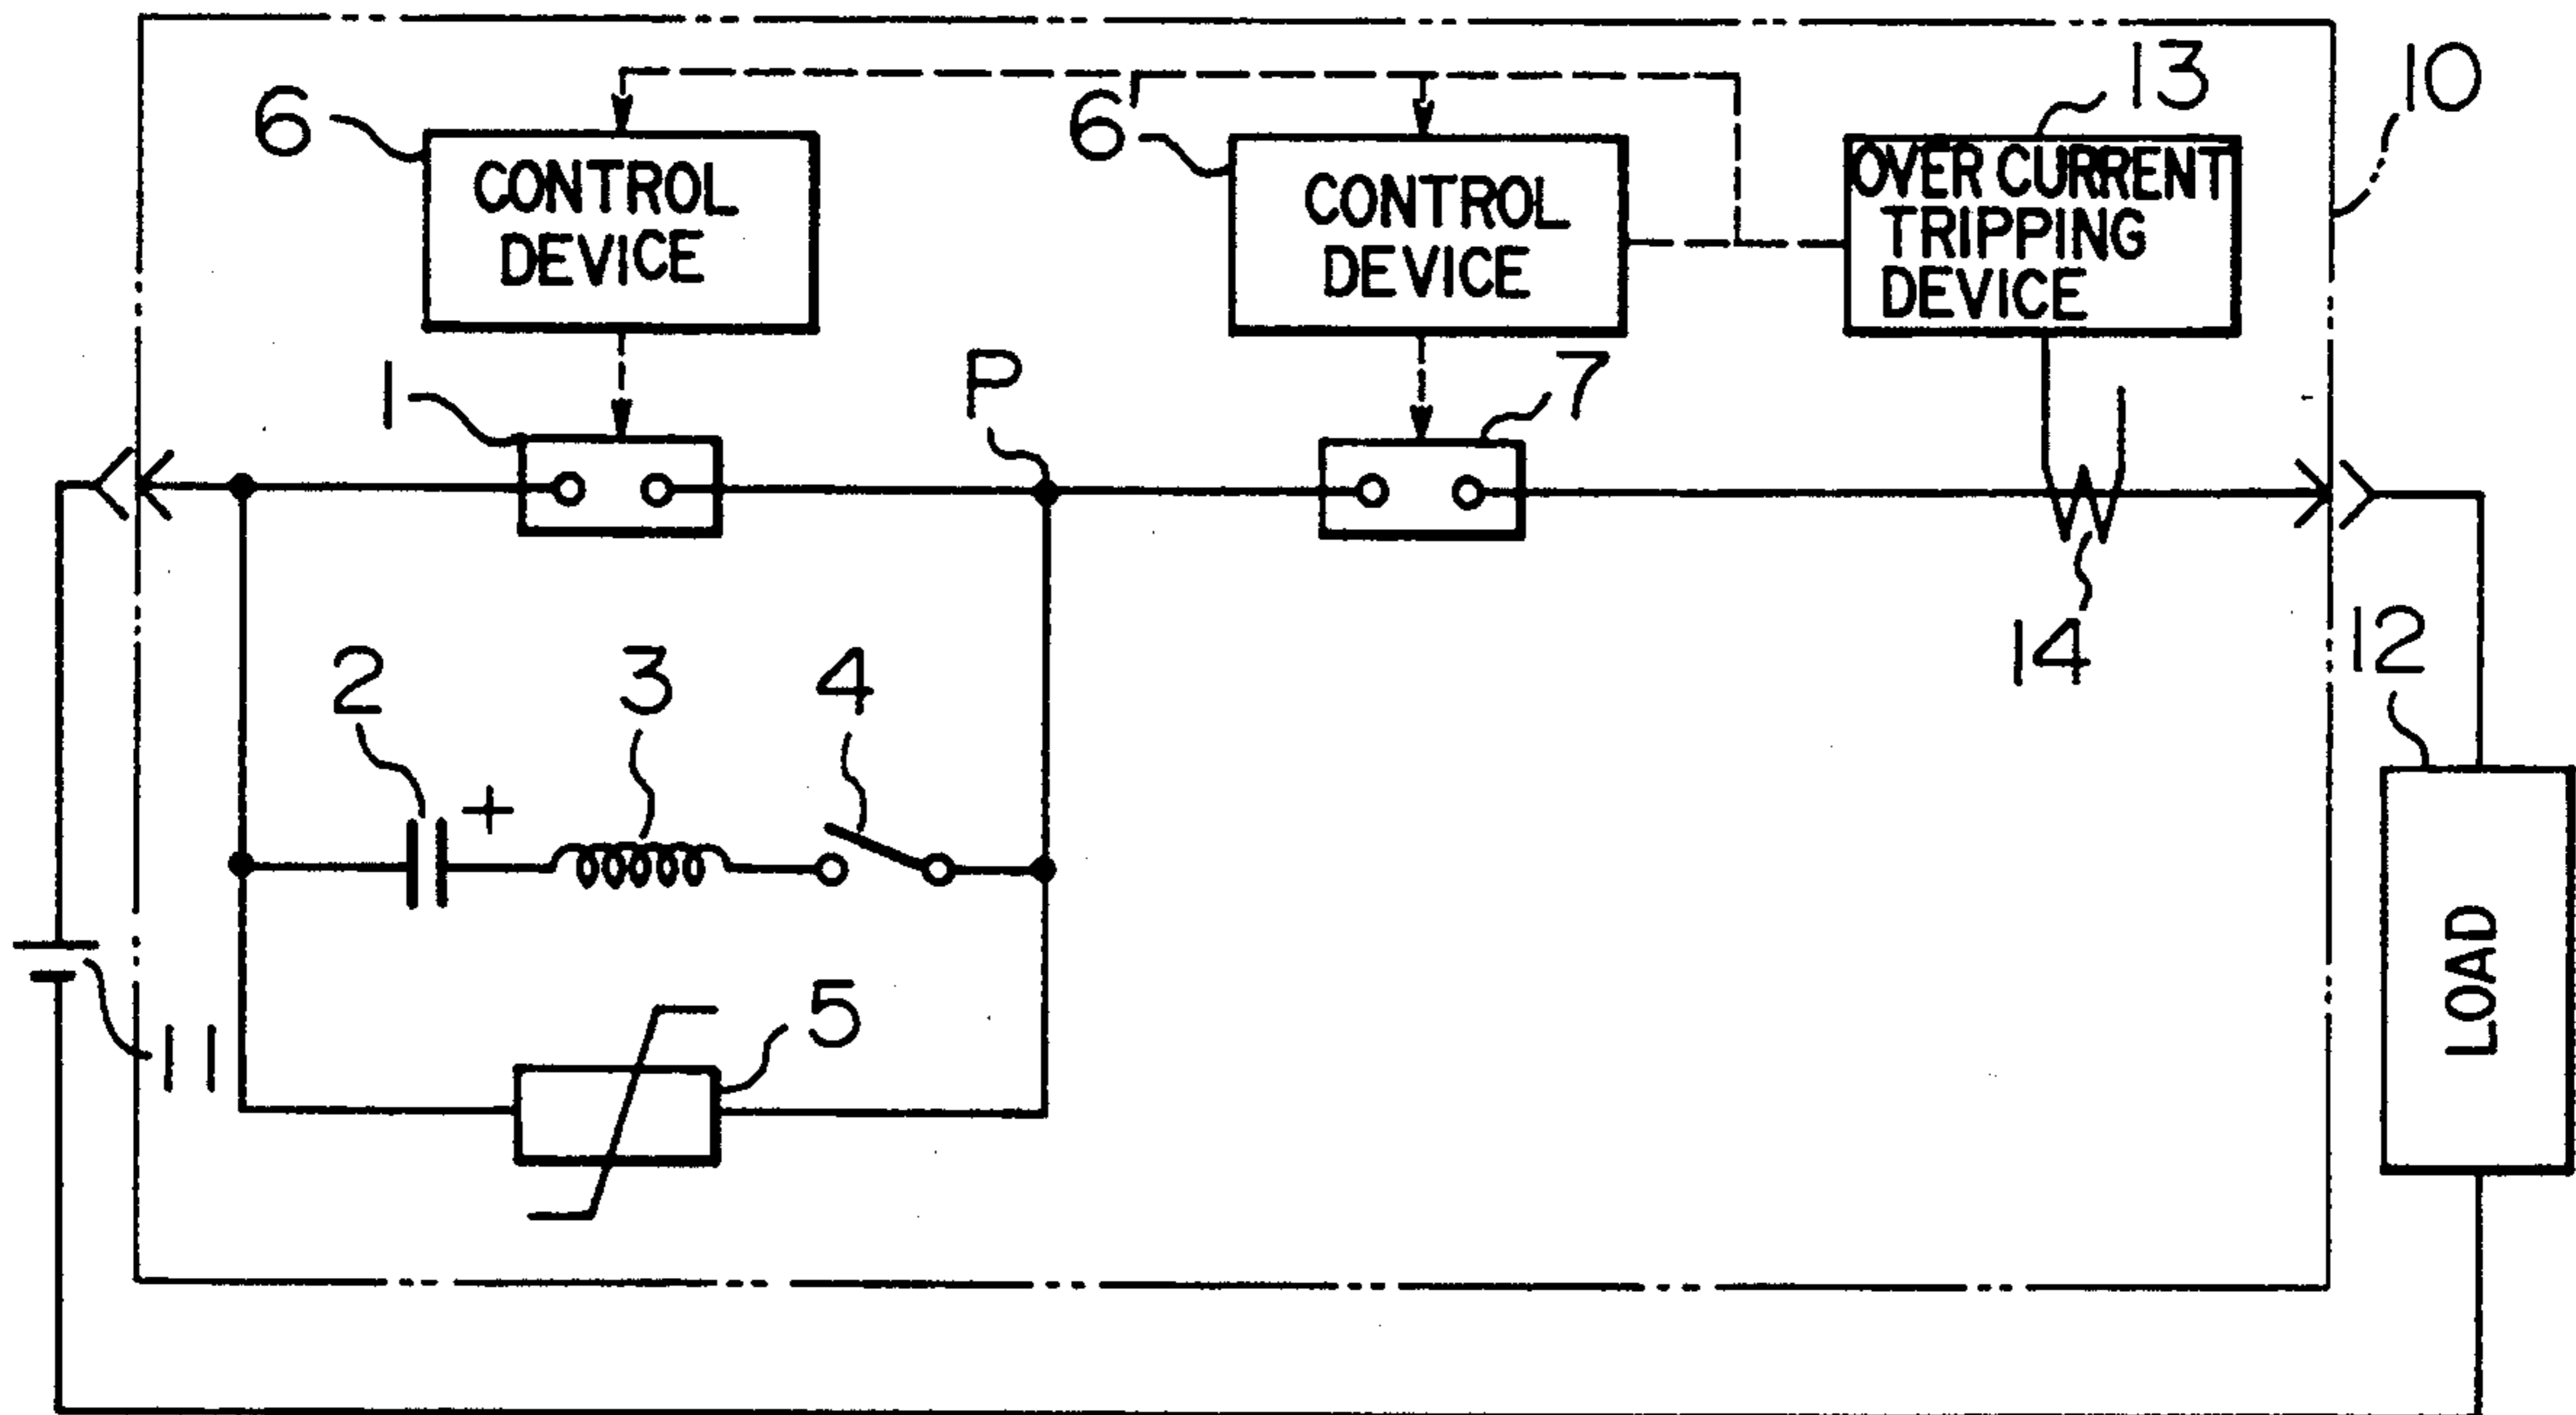 6
CONTROL
DEVICE
6'
CONTROL
DEVICE
13
OVER CURRENT
TRIPPING
DEVICE
10
1
P
7
14
12
2
+
3
4
LOAD
11
5